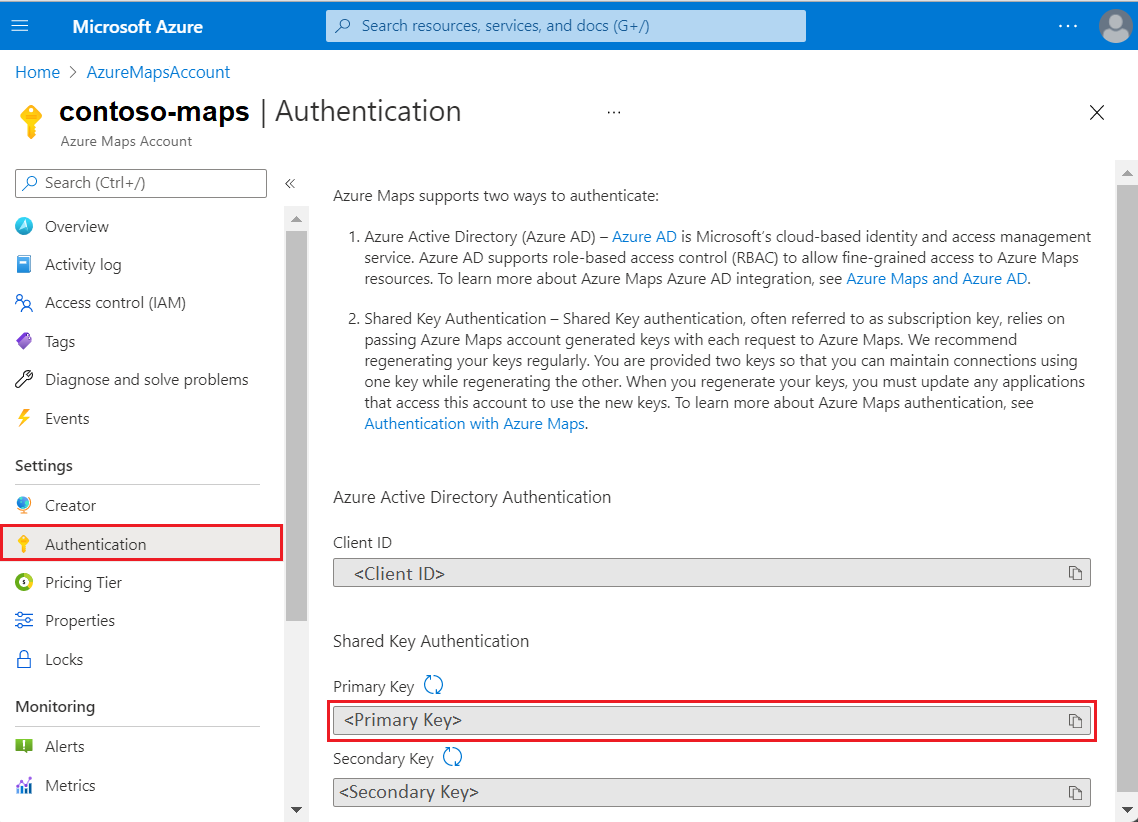 Microsoft Azure
Search resources, services, and docs (G+/)
...
Home > AzureMapsAccount
contoso-maps | Authentication
...
Azure Maps Account
Search (Ctrl+/)
«
Overview
Activity log
Access control (IAM)
Tags
Diagnose and solve problems
Events
Settings
Creator
Authentication
Pricing Tier
Properties
Locks
Monitoring
Alerts
Metrics
Azure Maps supports two ways to authenticate:
1. Azure Active Directory (Azure AD) – Azure AD is Microsoft's cloud-based identity and access management
service. Azure AD supports role-based access control (RBAC) to allow fine-grained access to Azure Maps
resources. To learn more about Azure Maps Azure AD integration, see Azure Maps and Azure AD.
2. Shared Key Authentication – Shared Key authentication, often referred to as subscription key, relies on
passing Azure Maps account generated keys with each request to Azure Maps. We recommend
regenerating your keys regularly. You are provided two keys so that you can maintain connections using
one key while regenerating the other. When you regenerate your keys, you must update any applications
that access this account to use the new keys. To learn more about Azure Maps authentication, see
Authentication with Azure Maps.
Azure Active Directory Authentication
Client ID
<Client ID>
Shared Key Authentication
Primary Key
<Primary Key>
Secondary Key
<Secondary Key>